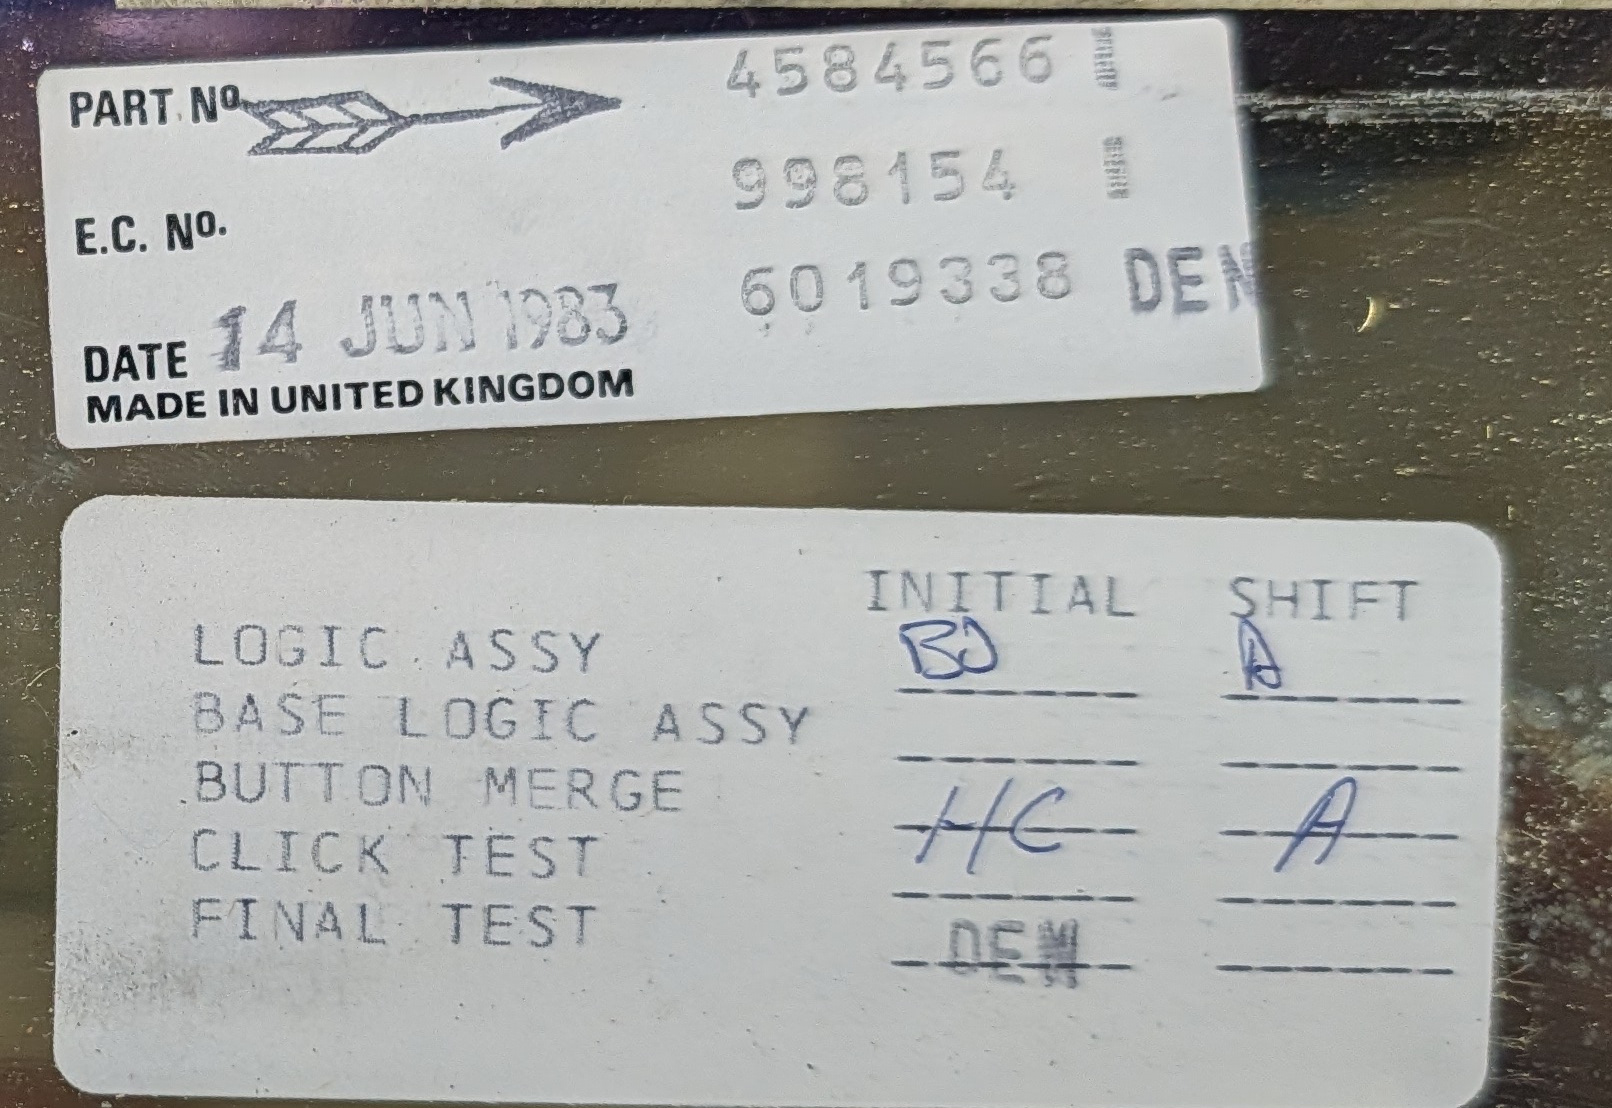 PART Nº 4584566
998154
E.C. Nº.
6019338 DEN
DATE 14 JUN 1983
MADE IN UNITED KINGDOM
INITIAL SHIFT
LOGIC ASSY BJ A
BASE LOGIC ASSY
BUTTON MERGE HC A
CLICK TEST
FINAL TEST DEN